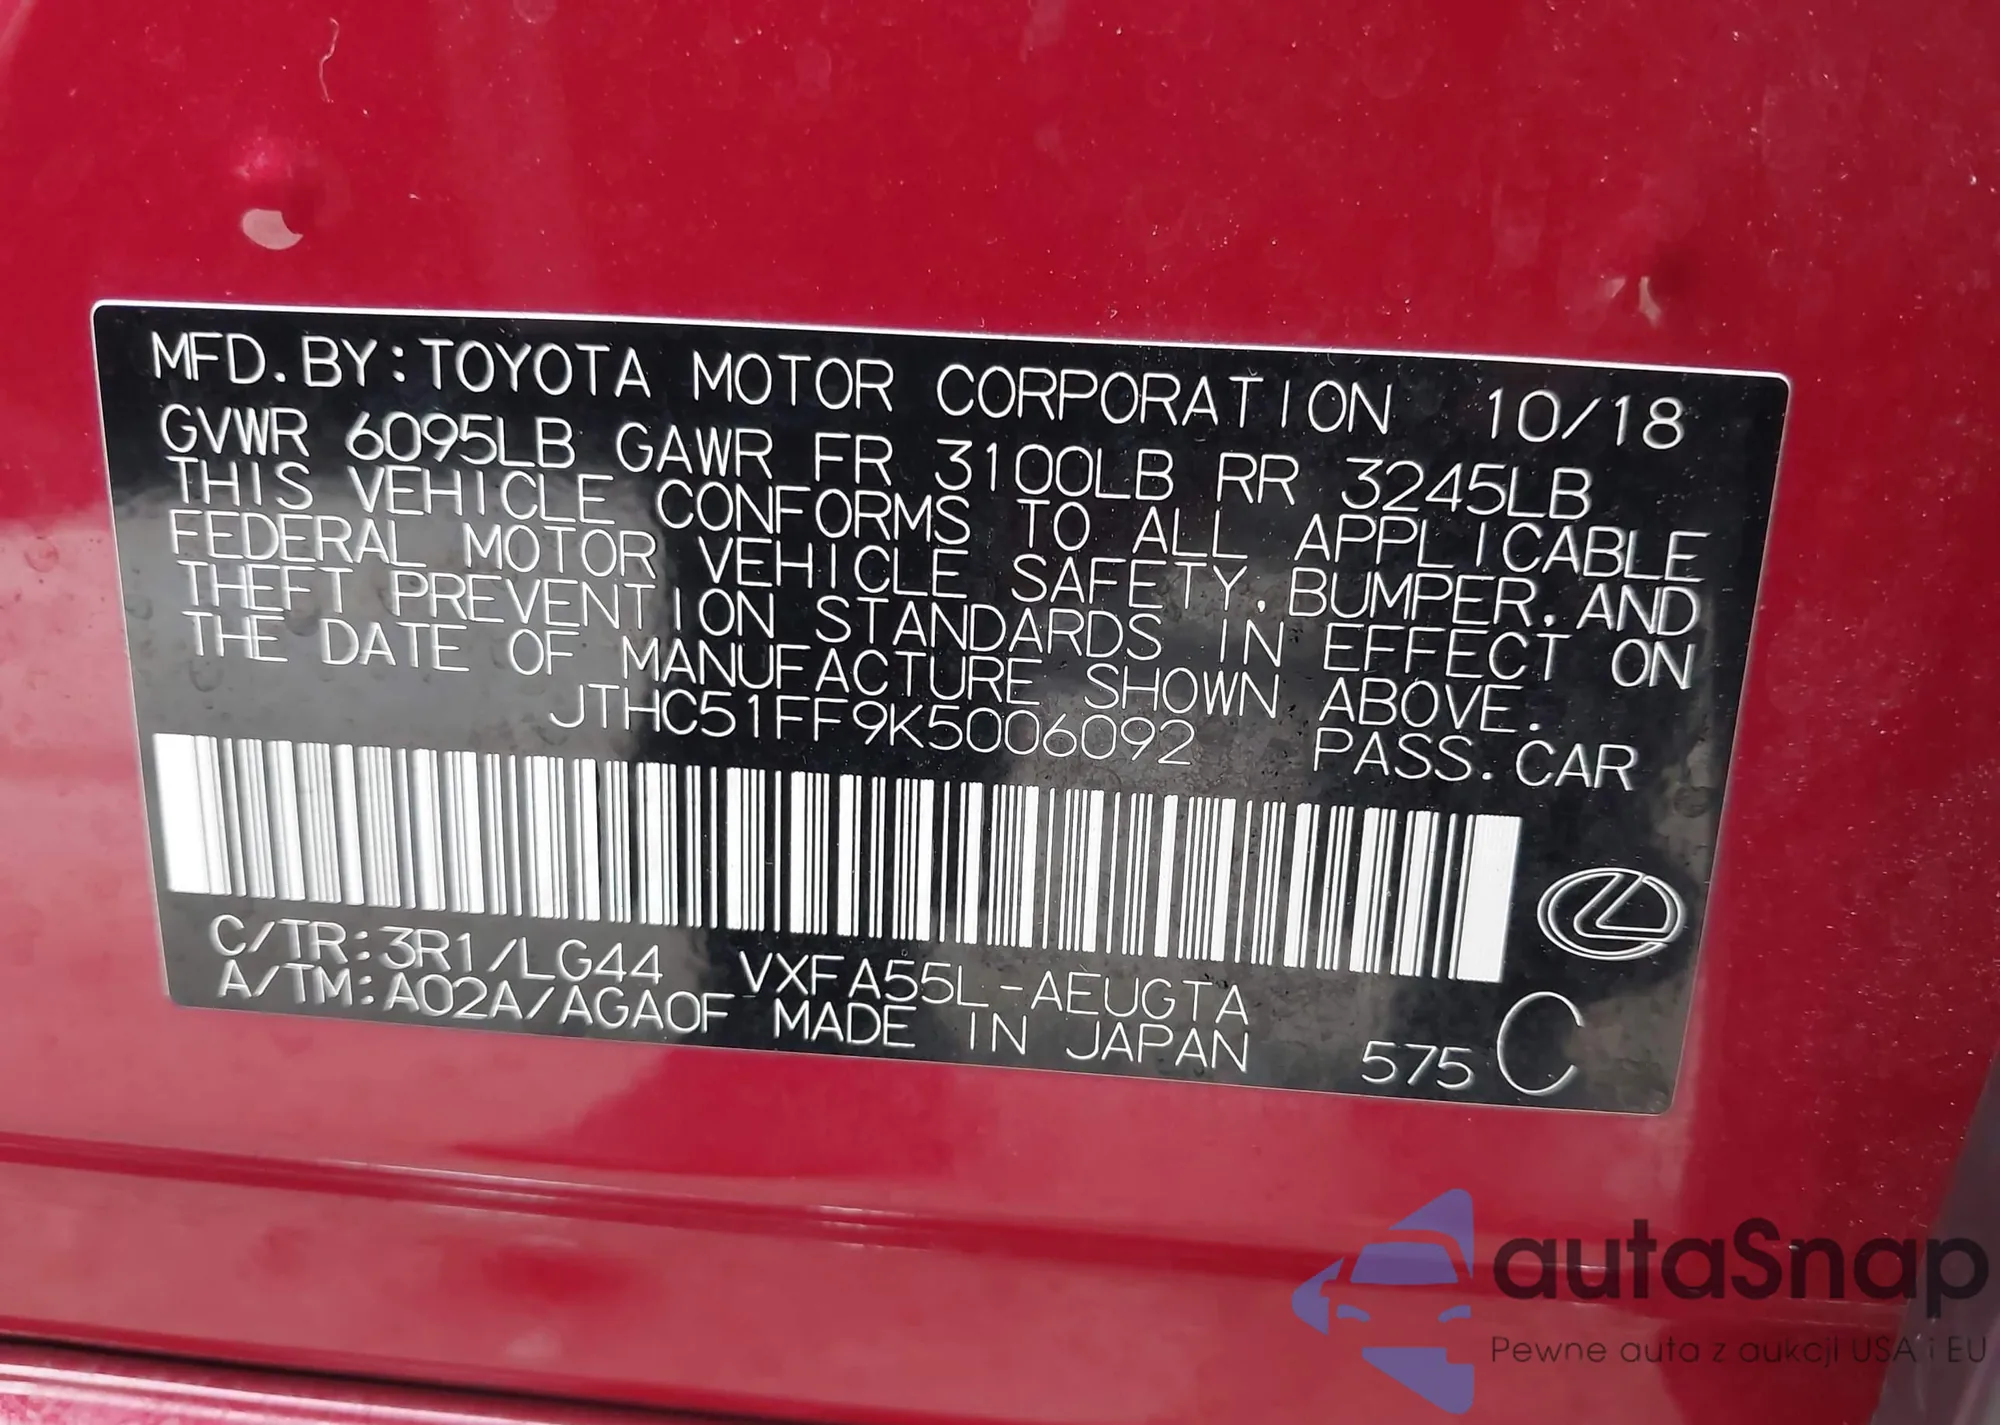 MFD.BY:TOYOTA MOTOR CORPORATION 10/18
GVWR 6095LB GAWR FR 3100LB RR 3245LB
THIS VEHICLE CONFORMS TO ALL APPLICABLE
FEDERAL MOTOR VEHICLE SAFETY,BUMPER,AND
THEFT PREVENTION STANDARDS IN EFFECT ON
THE DATE OF MANUFACTURE SHOWN ABOVE.
JTHC51FF9K5006092 PASS.CAR
C/TR:3R1/LG44 VXFA55L-AEUGTA
A/TM:A02A/AGA0F MADE IN JAPAN 575 C
autaSnap
Pewne auta z aukcji USA i EU